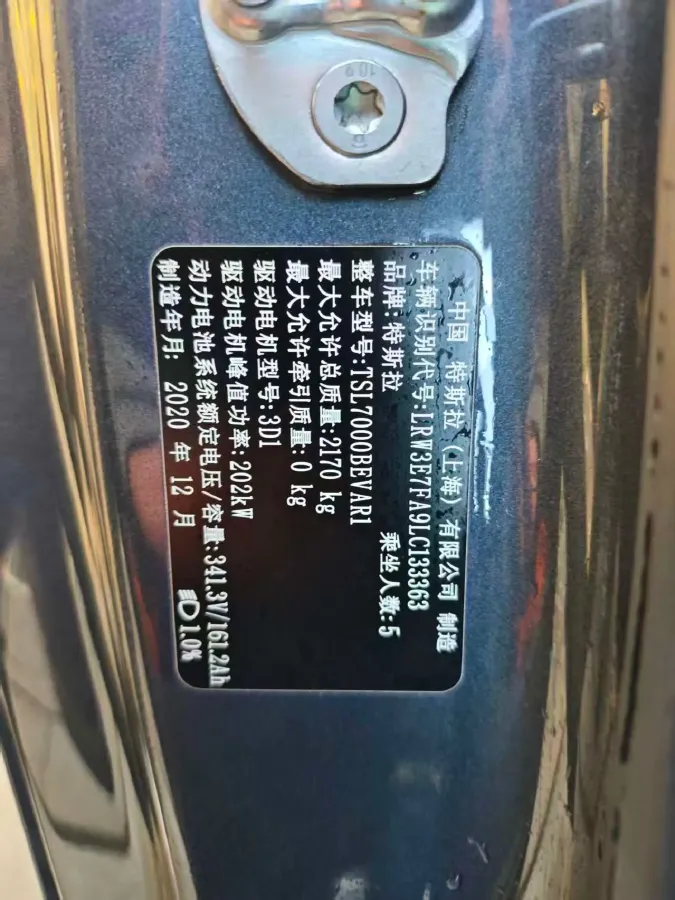 中国 特斯拉 (上海) 有限公司 制造
车辆识别代号:LRW3E7FA9LC133363
品牌:特斯拉 乘坐人数:5
整车型号:TSL7000BEVAR1
最大允许总质量:2170 kg
最大允许牵引质量:0 kg
驱动电机型号:3D1
驱动电机峰值功率:202kW
动力电池系统额定电压/容量:341.3V/161.2Ah
制造年月: 2020 年 12 月 1.0%